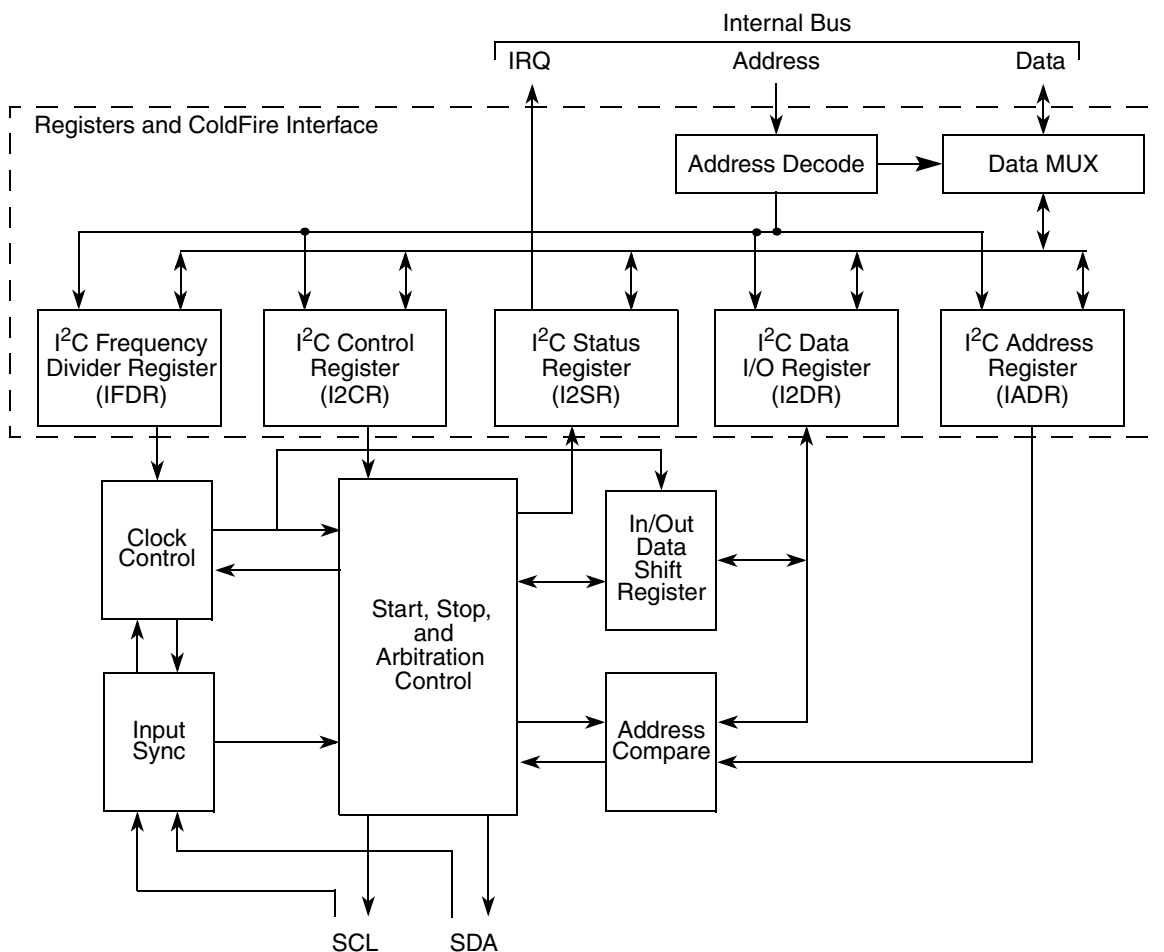 Internal Bus
IRQ
Address
Data
Registers and ColdFire Interface
Address Decode
Data MUX
I²C Frequency
Divider Register
(IFDR)
I²C Control
Register
(I2CR)
I²C Status
Register
(I2SR)
I²C Data
I/O Register
(I2DR)
I²C Address
Register
(IADR)
Clock
Control
Start, Stop,
and
Arbitration
Control
In/Out
Data
Shift
Register
Input
Sync
Address
Compare
SCL
SDA